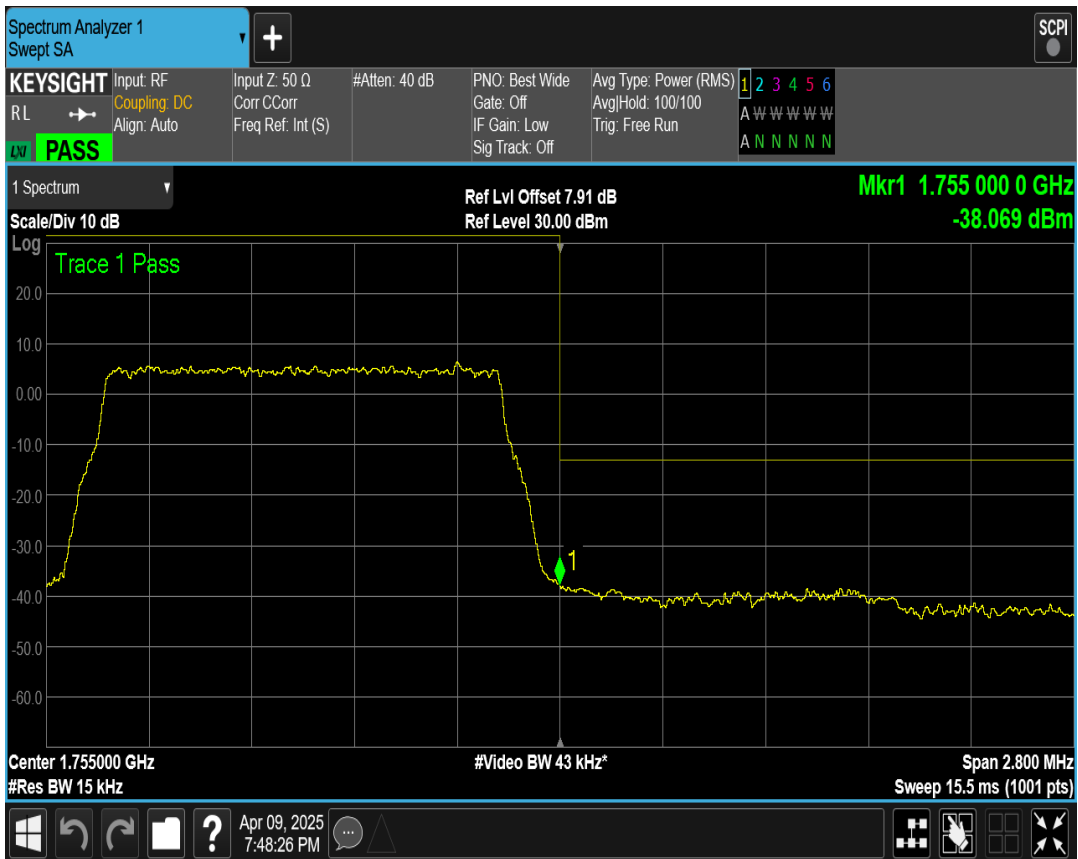 Spectrum Analyzer 1
Swept SA
SCPI
KEYSIGHT
R L
LXI
PASS
Input: RF
Coupling: DC
Align: Auto
Input Z: 50 Ω
Corr CCorr
Freq Ref: Int (S)
#Atten: 40 dB
PNO: Best Wide
Gate: Off
IF Gain: Low
Sig Track: Off
Avg Type: Power (RMS)
Avg|Hold: 100/100
Trig: Free Run
1 2 3 4 5 6
A W W W W W
A N N N N N
1 Spectrum
Scale/Div 10 dB
Ref Lvl Offset 7.91 dB
Ref Level 30.00 dBm
Mkr1 1.755 000 0 GHz
-38.069 dBm
Log
Trace 1 Pass
20.0
10.0
0.00
-10.0
-20.0
-30.0
1
-40.0
-50.0
-60.0
Center 1.755000 GHz
#Video BW 43 kHz*
Span 2.800 MHz
#Res BW 15 kHz
Sweep 15.5 ms (1001 pts)
?
Apr 09, 2025
7:48:26 PM